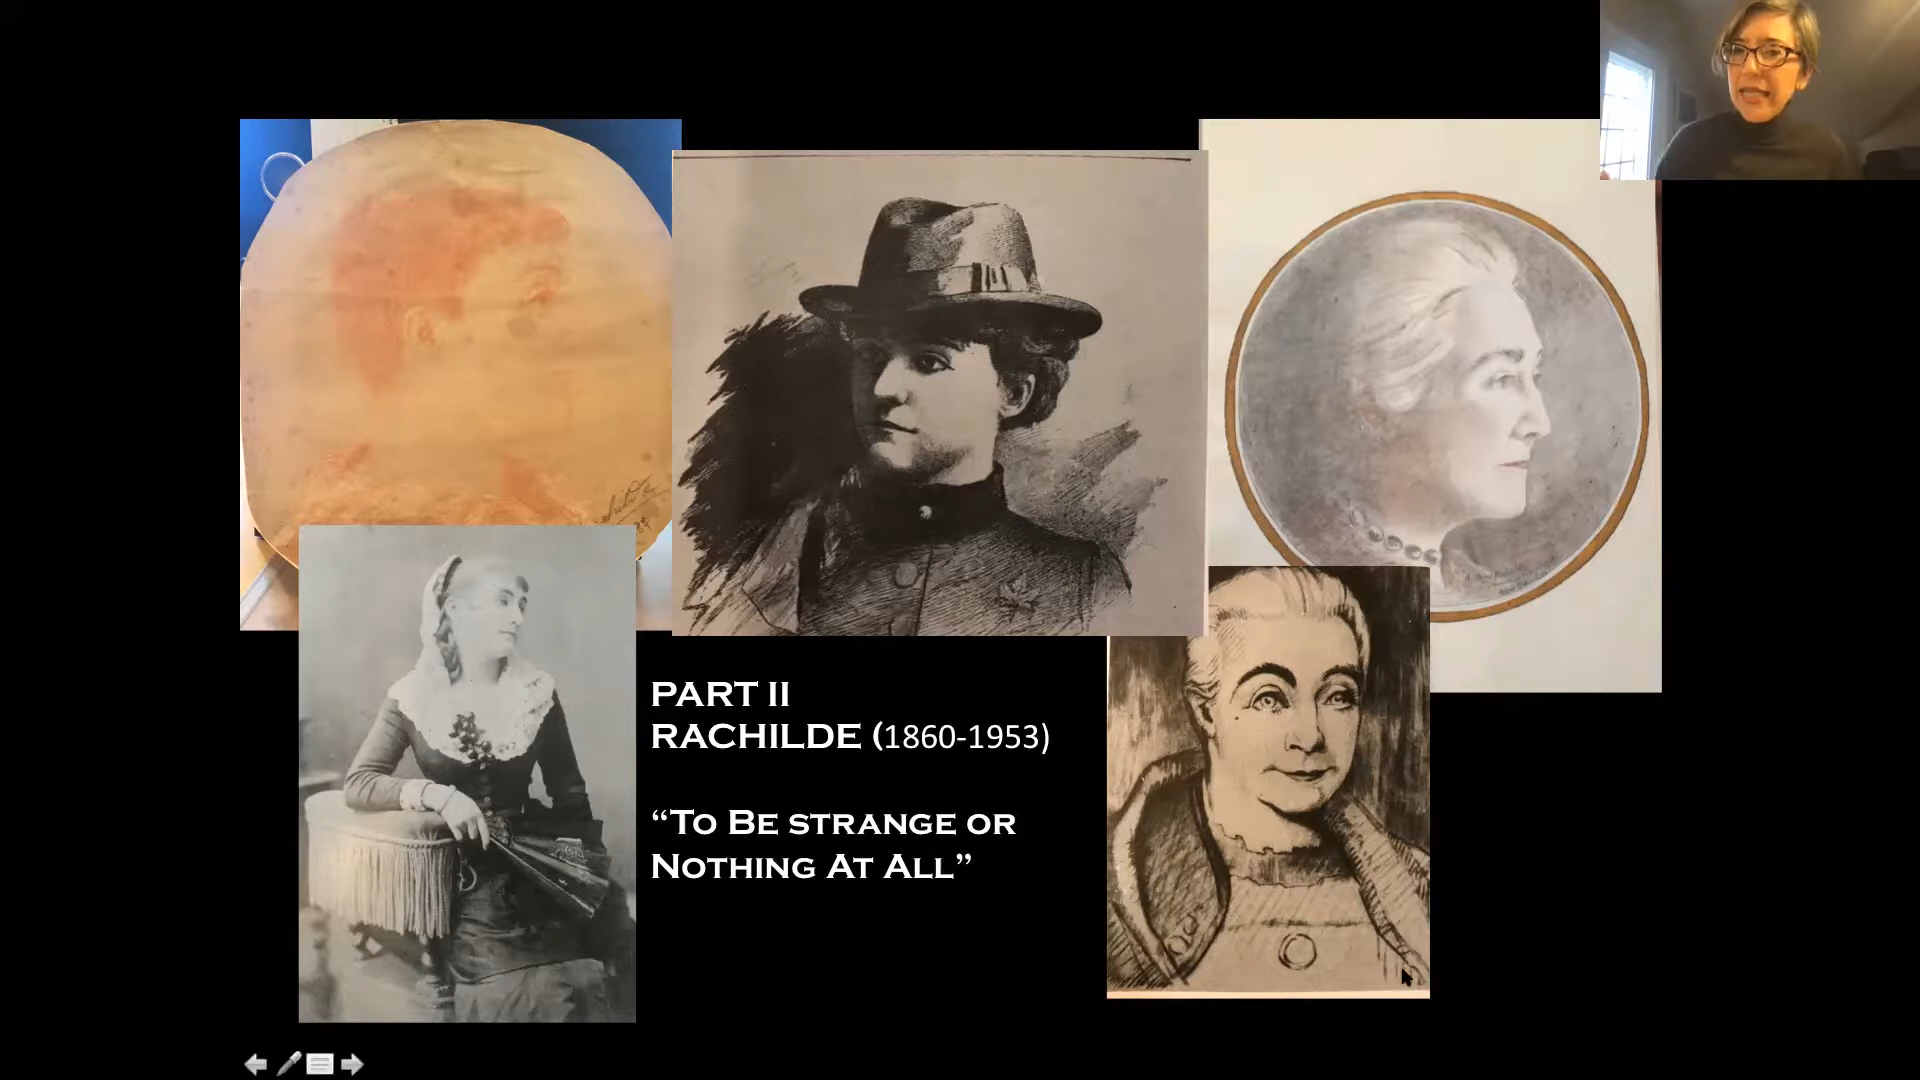 PART II
RACHILDE (1860-1953)
“To Be strange or
Nothing At All”